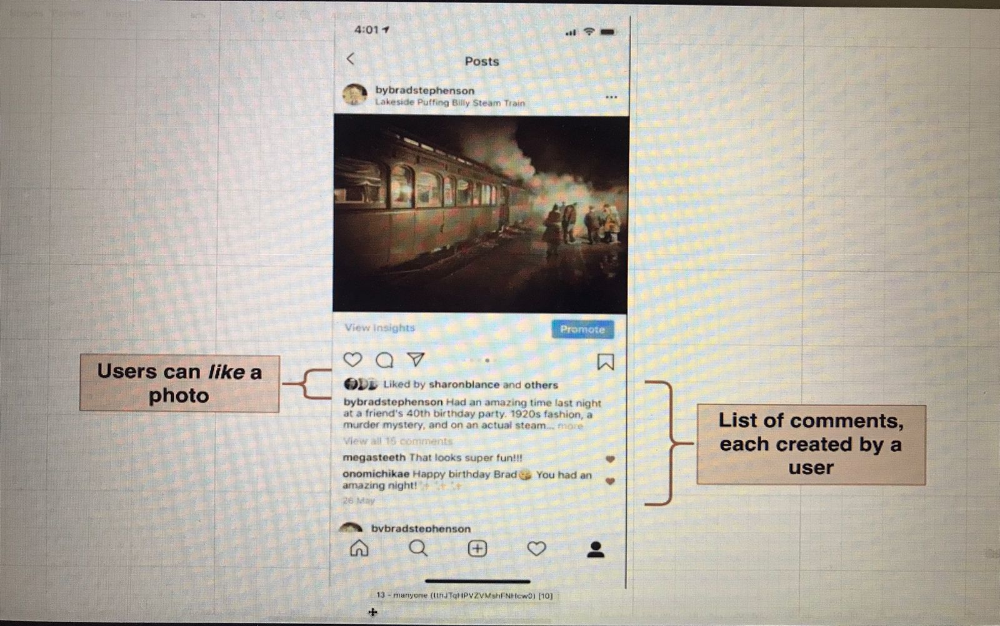 4:01
Posts
bybradstephenson
Lakeside Puffing Billy Steam Train
View Insights
Promote
Users can like a
photo
Liked by sharonblance and others
bybradstephenson Had an amazing time last night
at a friend's 40th birthday party. 1920s fashion, a
murder mystery, and on an actual steam... more
View all 16 comments
megasteeth That looks super fun!!!
onomichikae Happy birthday Brad😘 You had an
amazing night!✨✨✨
26 May
bybradstephenson
List of comments,
each created by a
user
13 - manyone [10]